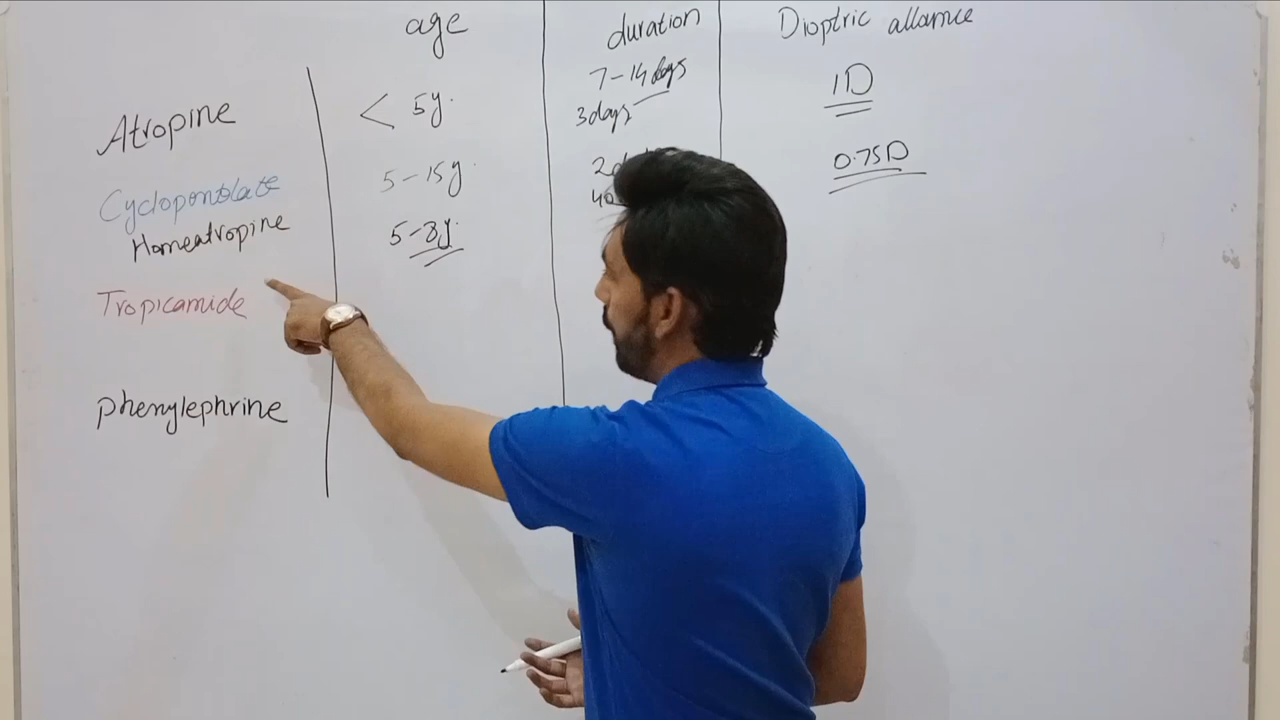 age duration Dioptric allamce
Atropine < 5y. 7-14 days 1D
3 days
Cyclopentolate 5-15y 0.75D
Homeatropine 5-8y.
Tropicamide
Phenylephrine